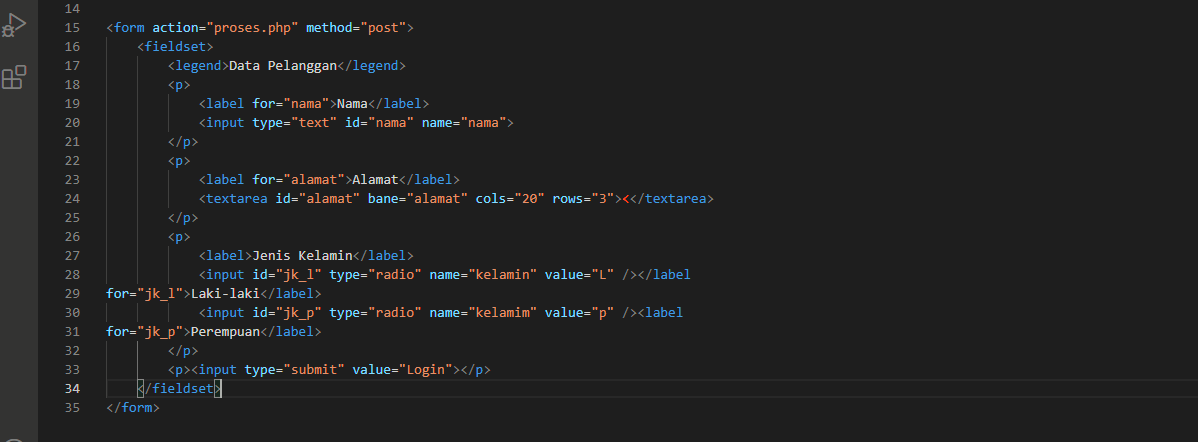 14
15 <form action="proses.php" method="post">
16 <fieldset>
17 <legend>Data Pelanggan</legend>
18 <p>
19 <label for="nama">Nama</label>
20 <input type="text" id="nama" name="nama">
21 </p>
22 <p>
23 <label for="alamat">Alamat</label>
24 <textarea id="alamat" bane="alamat" cols="20" rows="3"><</textarea>
25 </p>
26 <p>
27 <label>Jenis Kelamin</label>
28 <input id="jk_l" type="radio" name="kelamin" value="L" /></label
29 for="jk_l">Laki-laki</label>
30 <input id="jk_p" type="radio" name="kelamim" value="p" /><label
31 for="jk_p">Perempuan</label>
32 </p>
33 <p><input type="submit" value="Login"></p>
34 </fieldset>
35 </form>